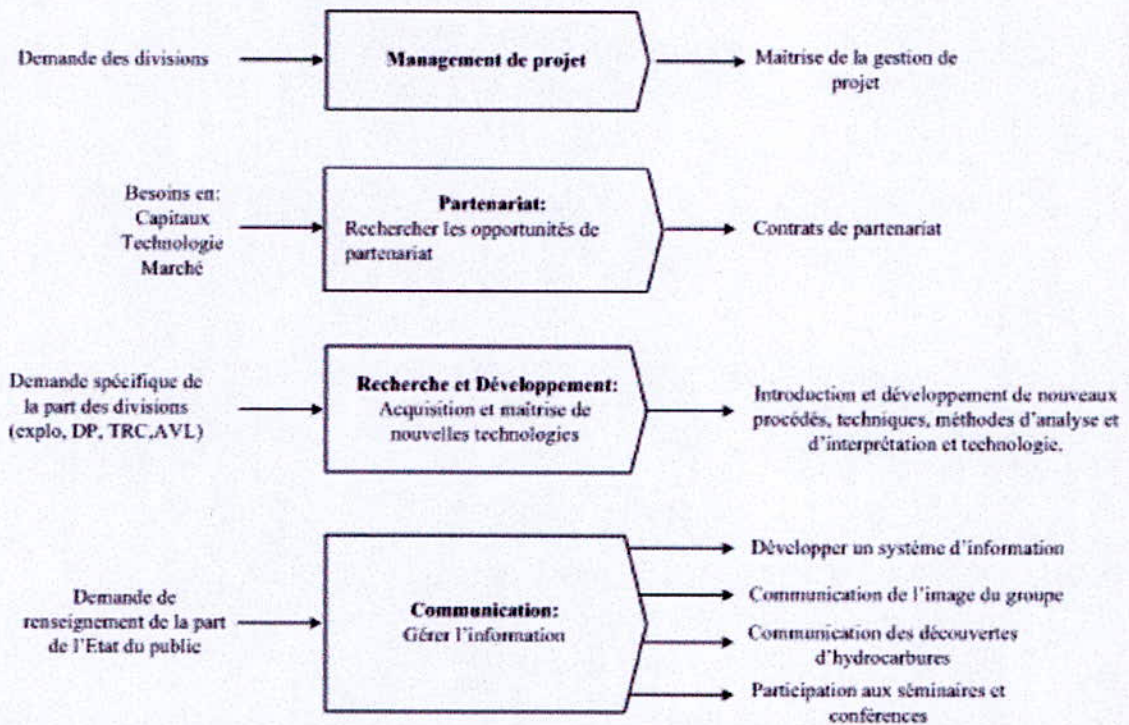 Demande des divisions
Management de projet
Maîtrise de la gestion de
projet
Besoins en:
Capitaux
Technologie
Marché
Partenariat:
Rechercher les opportunités de
partenariat
Contrats de partenariat
Demande spécifique de
la part des divisions
(explo, DP, TRC,AVL)
Recherche et Développement:
Acquisition et maîtrise de
nouvelles technologies
Introduction et développement de nouveaux
procédés, techniques, méthodes d'analyse et
d'interprétation et technologie.
Demande de
renseignement de la part
de l'Etat du public
Communication:
Gérer l'information
Développer un système d'information
Communication de l'image du groupe
Communication des découvertes
d'hydrocarbures
Participation aux séminaires et
conférences